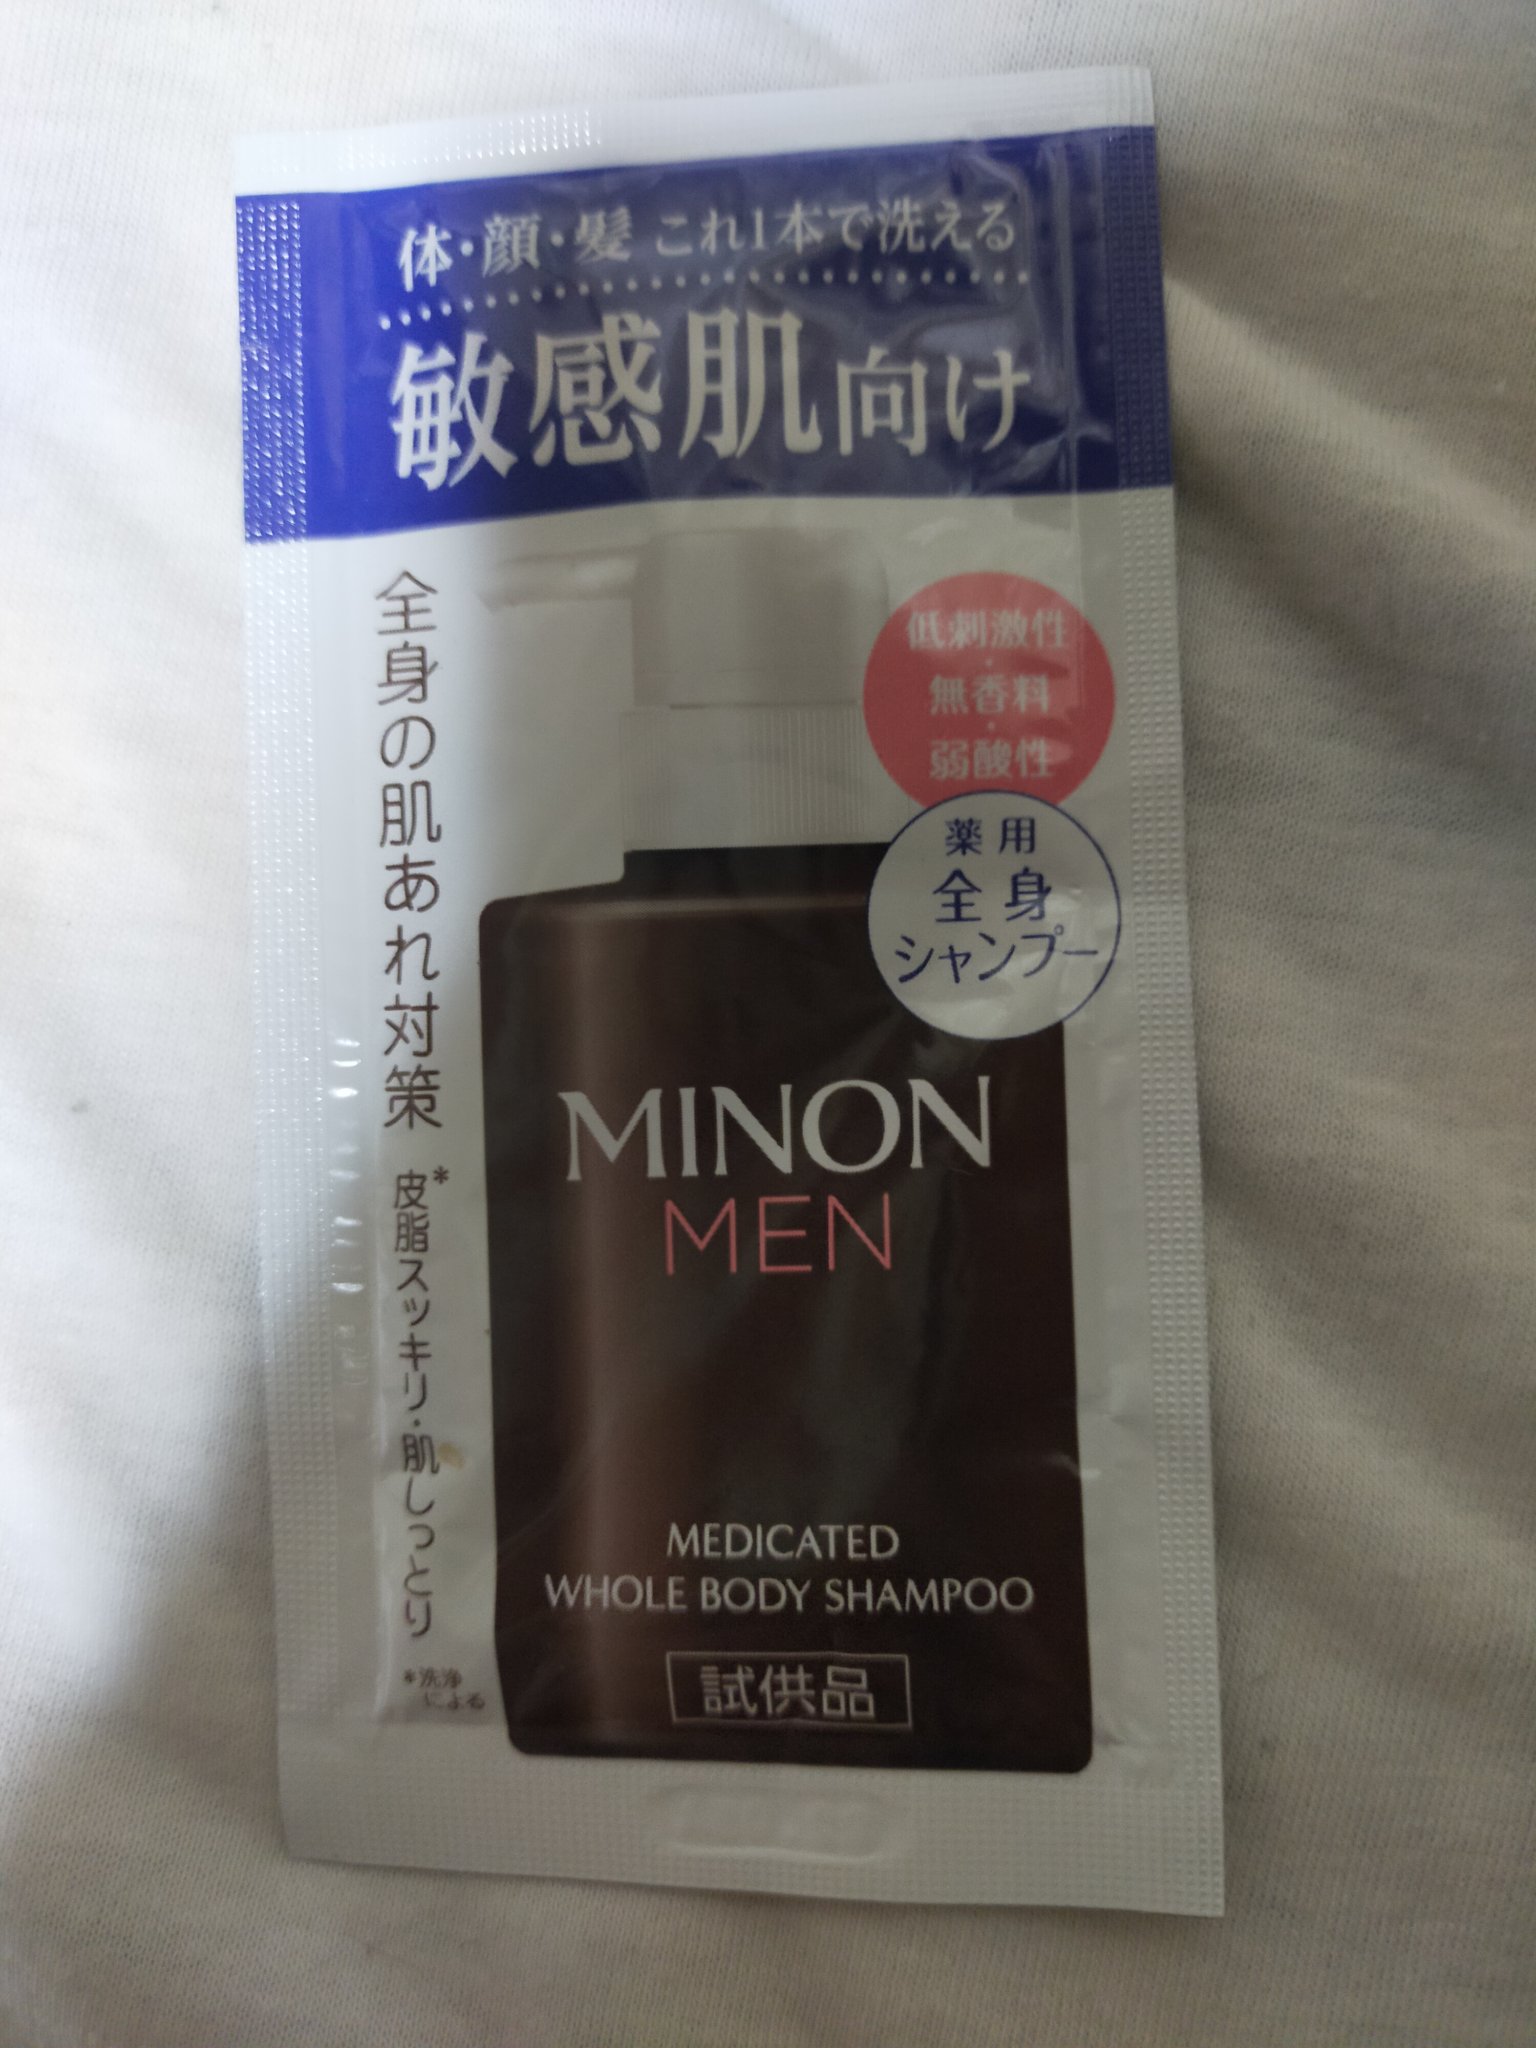 体・顔・髪 これ1本で洗える
敏感肌向け
全身の肌あれ対策
*皮脂スッキリ・肌しっとり
*洗浄
による
低刺激性
・
無香料
・
弱酸性
薬用
全身
シャンプー
MINON
MEN
MEDICATED
WHOLE BODY SHAMPOO
試供品